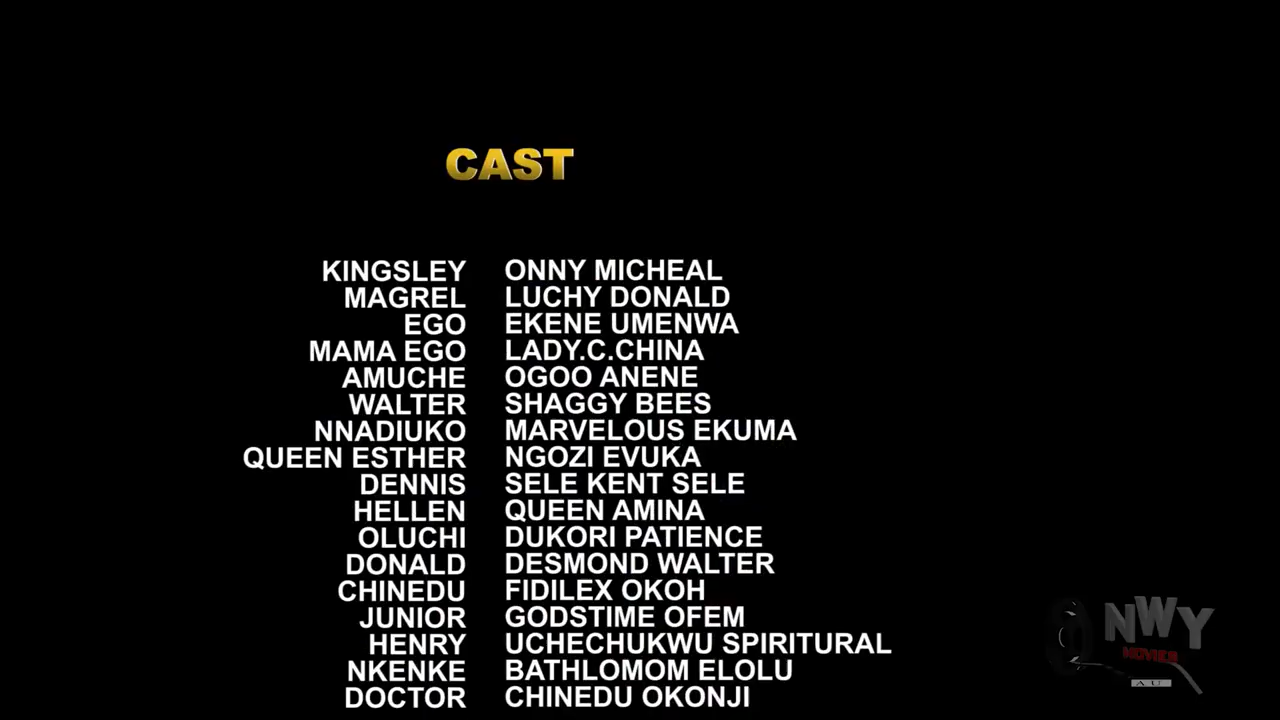 CAST
KINGSLEY ONNY MICHEAL
MAGREL LUCHY DONALD
EGO EKENE UMENWA
MAMA EGO LADY.C.CHINA
AMUCHE OGOO ANENE
WALTER SHAGGY BEES
NNADIUKO MARVELOUS EKUMA
QUEEN ESTHER NGOZI EVUKA
DENNIS SELE KENT SELE
HELLEN QUEEN AMINA
OLUCHI DUKORI PATIENCE
DONALD DESMOND WALTER
CHINEDU FIDILEX OKOH
JUNIOR GODSTIME OFEM
HENRY UCHECHUKWU SPIRITURAL
NKENKE BATHLOMOM ELOLU
DOCTOR CHINEDU OKONJI
NWY
MOVIES
AU